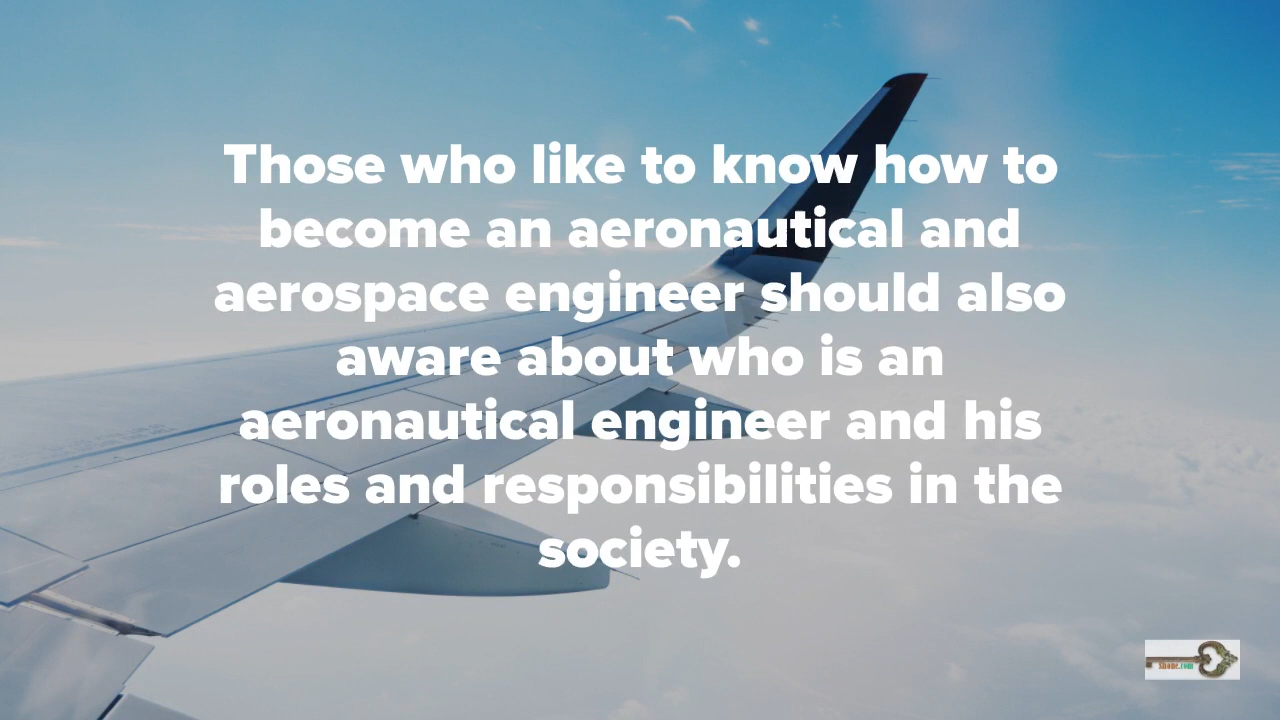 Those who like to know how to
become an aeronautical and
aerospace engineer should also
aware about who is an
aeronautical engineer and his
roles and responsibilities in the
society.